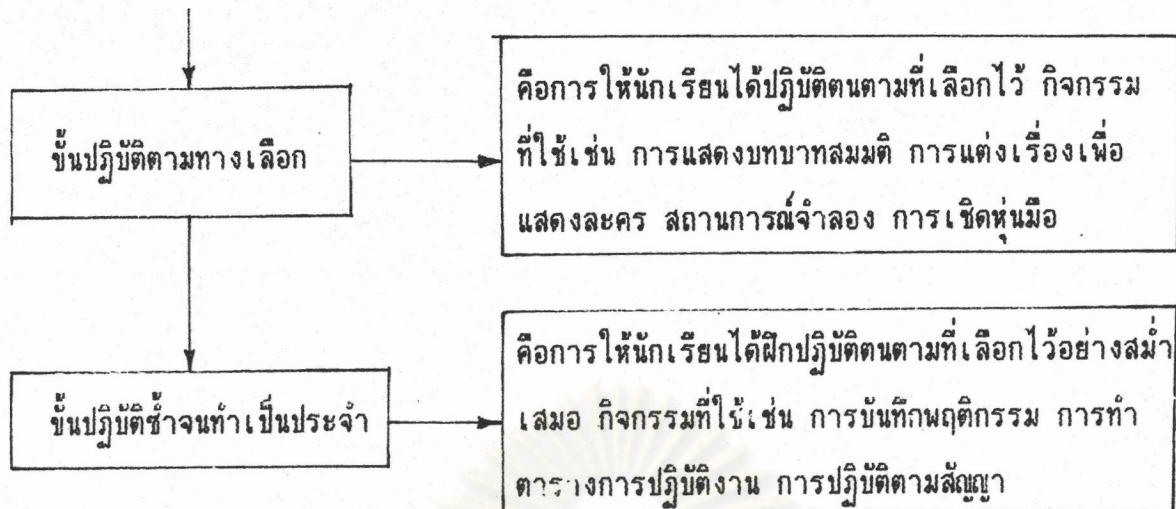 คือการให้นักเรียนได้ปฏิบัติตนตามที่เลือกไว้ กิจกรรม
ขั้นปฏิบัติตามทางเลือก
ที่ใช้เช่น การแสดงบทบาทสมมติ การแต่งเรื่องเพื่อ
แสดงละคร สถานการณ์จำลอง การเชิดหุ่นมือ
คือการให้นักเรียนได้ฝึกปฏิบัติตนตามที่เลือกไว้อย่างสม่ำ
ขั้นปฏิบัติซ้ำจนทำเป็นประจำ
เสมอ กิจกรรมที่ใช้เช่น การบันทึกพฤติกรรม การทำ
ตารางการปฏิบัติงาน การปฏิบัติตามสัญญา